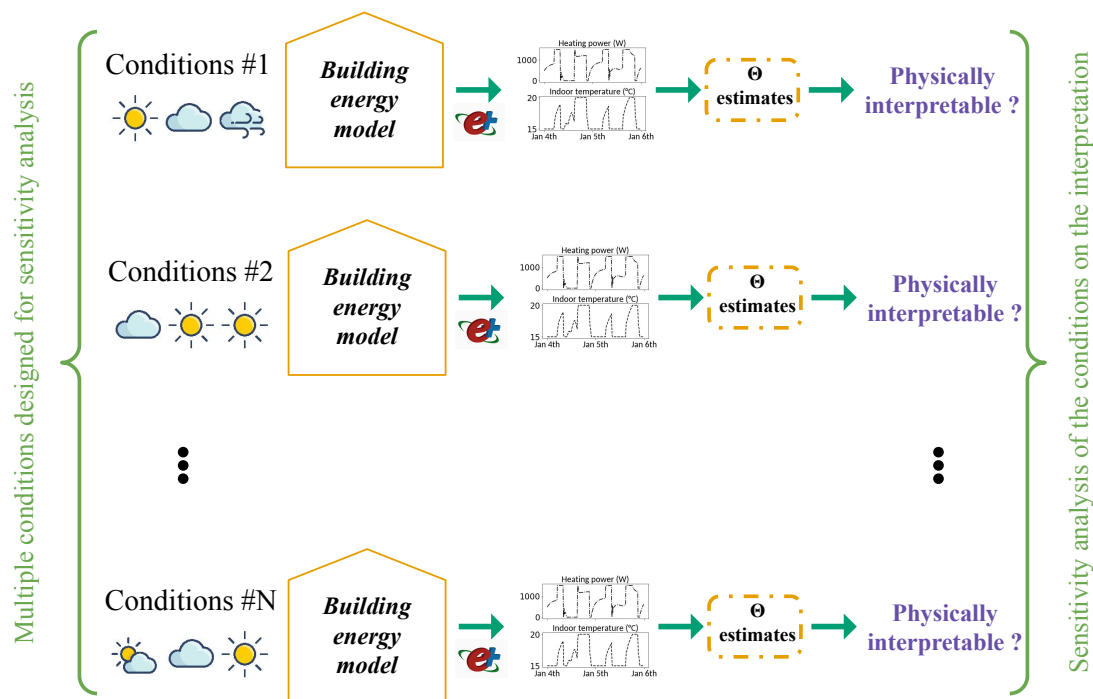 Multiple conditions designed for sensitivity analysis
Conditions #1
Building
energy
model
e+
Heating power (W)
1000
0
Indoor temperature (°C)
20
15
Jan 4th
Jan 5th
Jan 6th
Θ
estimates
Physically
interpretable ?
Conditions #2
Building
energy
model
e+
Heating power (W)
1000
0
Indoor temperature (°C)
20
15
Jan 4th
Jan 5th
Jan 6th
Θ
estimates
Physically
interpretable ?
Conditions #N
Building
energy
model
e+
Heating power (W)
1000
0
Indoor temperature (°C)
20
15
Jan 4th
Jan 5th
Jan 6th
Θ
estimates
Physically
interpretable ?
Sensitivity analysis of the conditions on the interpretation